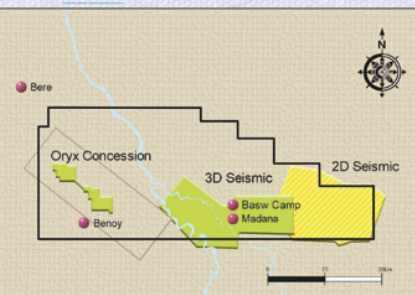 N
Bere
Oryx Concession
2D Seismic
3D Seismic
Basw Camp
Madana
Benoy
0 15 30km